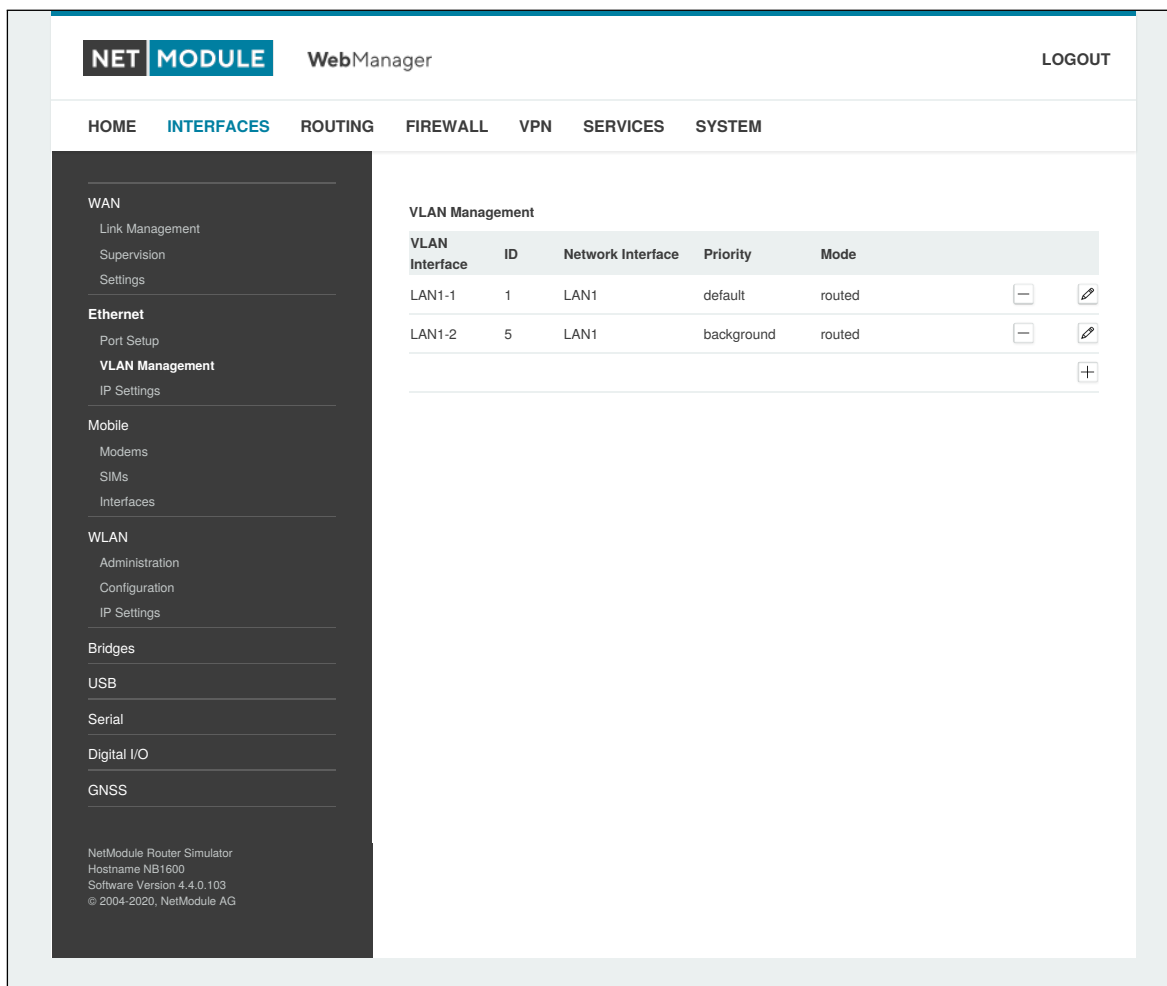 NET MODULE WebManager LOGOUT
HOME INTERFACES ROUTING FIREWALL VPN SERVICES SYSTEM
WAN
Link Management
Supervision
Settings
Ethernet
Port Setup
VLAN Management
IP Settings
Mobile
Modems
SIMs
Interfaces
WLAN
Administration
Configuration
IP Settings
Bridges
USB
Serial
Digital I/O
GNSS
NetModule Router Simulator
Hostname NB1600
Software Version 4.4.0.103
© 2004-2020, NetModule AG
VLAN Management
VLAN Interface ID Network Interface Priority Mode
LAN1-1 1 LAN1 default routed
LAN1-2 5 LAN1 background routed